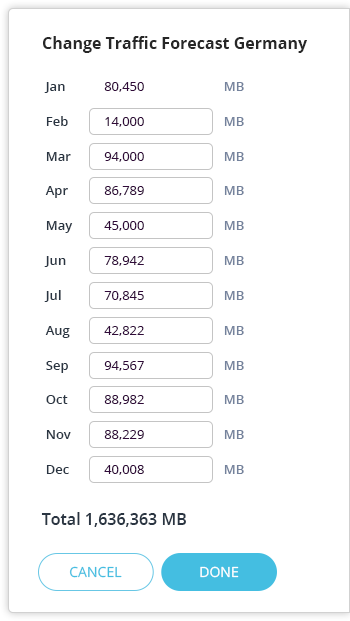 Change Traffic Forecast Germany
Jan 80,450 MB
Feb 14,000 MB
Mar 94,000 MB
Apr 86,789 MB
May 45,000 MB
Jun 78,942 MB
Jul 70,845 MB
Aug 42,822 MB
Sep 94,567 MB
Oct 88,982 MB
Nov 88,229 MB
Dec 40,008 MB
Total 1,636,363 MB
CANCEL DONE